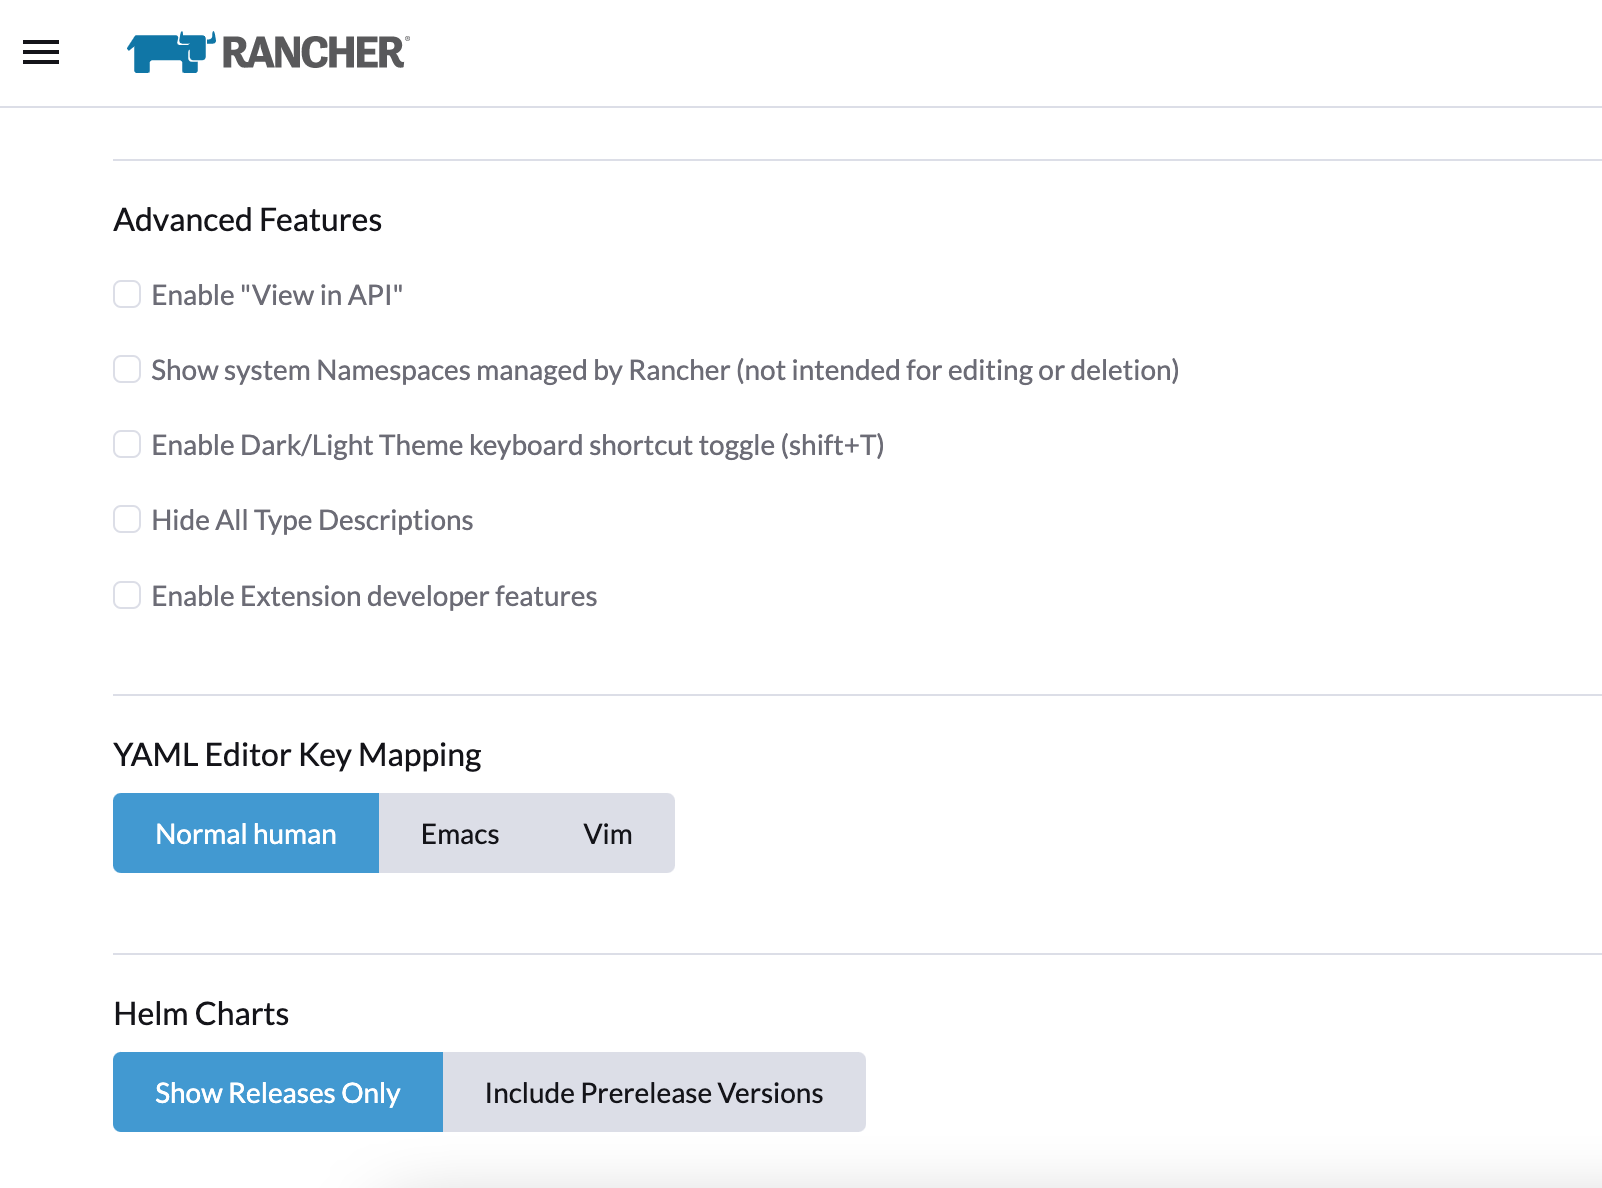 RANCHER®
Advanced Features
Enable "View in API"
Show system Namespaces managed by Rancher (not intended for editing or deletion)
Enable Dark/Light Theme keyboard shortcut toggle (shift+T)
Hide All Type Descriptions
Enable Extension developer features
YAML Editor Key Mapping
Normal human Emacs Vim
Helm Charts
Show Releases Only Include Prerelease Versions